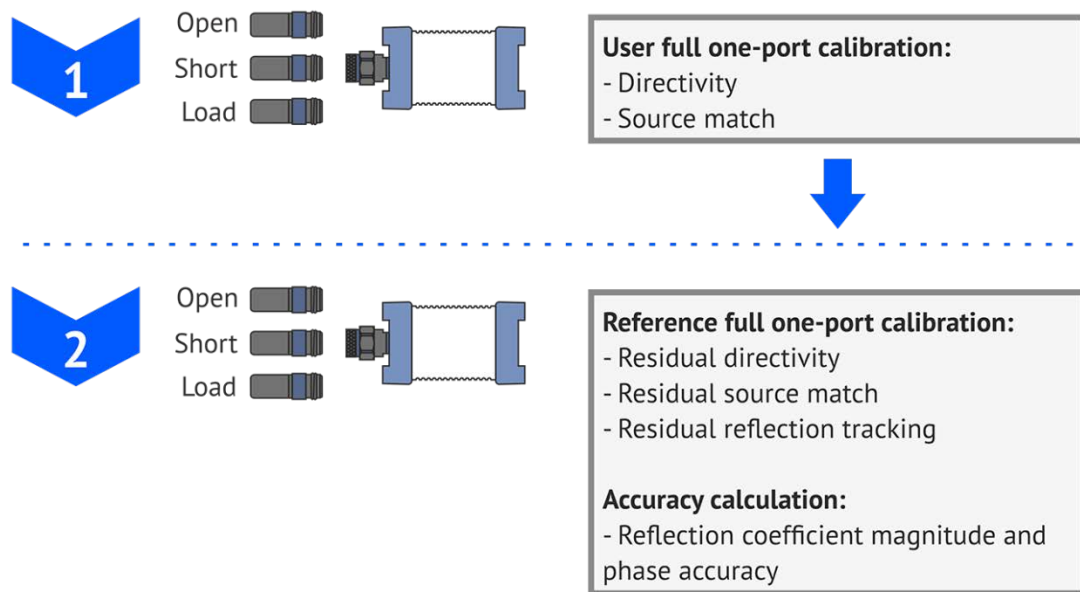 1
Open
Short
Load
User full one-port calibration:
- Directivity
- Source match
2
Open
Short
Load
Reference full one-port calibration:
- Residual directivity
- Residual source match
- Residual reflection tracking
Accuracy calculation:
- Reflection coefficient magnitude and
phase accuracy